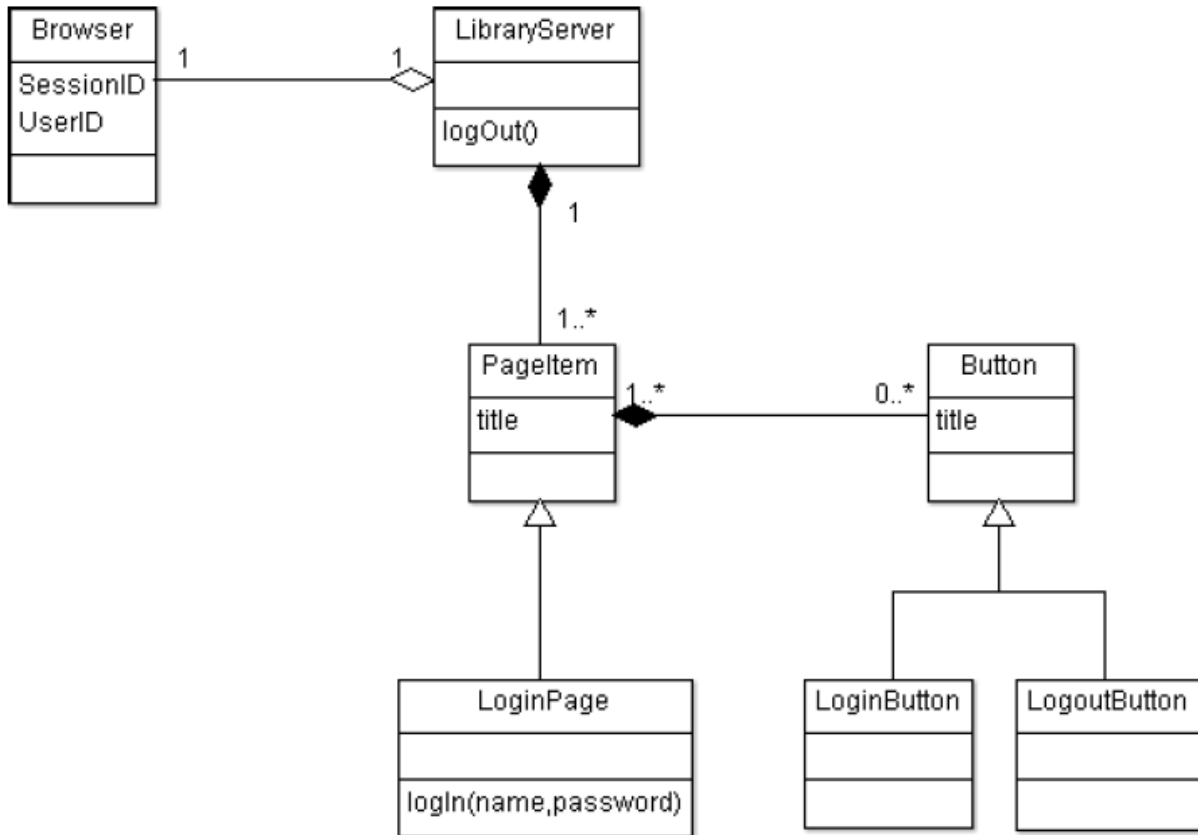 Browser
SessionID
UserID
1
1
LibraryServer
logOut()
1
1..*
PageItem
title
1..*
0..*
Button
title
LoginPage
logIn(name,password)
LoginButton
LogoutButton